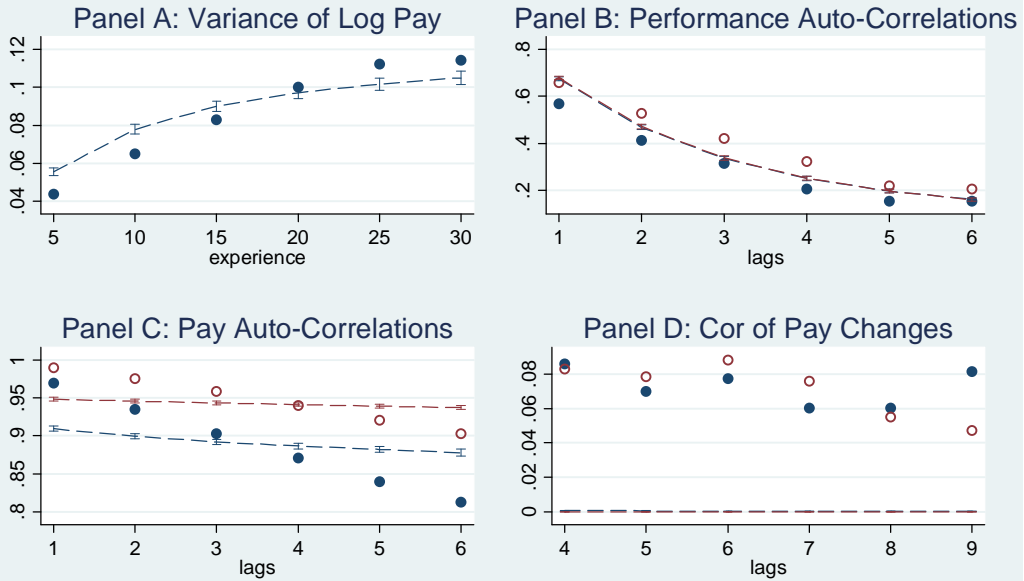 Panel A: Variance of Log Pay
.12
.1
.08
.06
.04
5 10 15 20 25 30
experience
Panel B: Performance Auto-Correlations
.8
.6
.4
.2
1 2 3 4 5 6
lags
Panel C: Pay Auto-Correlations
1
.95
.9
.85
.8
1 2 3 4 5 6
lags
Panel D: Cor of Pay Changes
.08
.06
.04
.02
0
4 5 6 7 8 9
lags